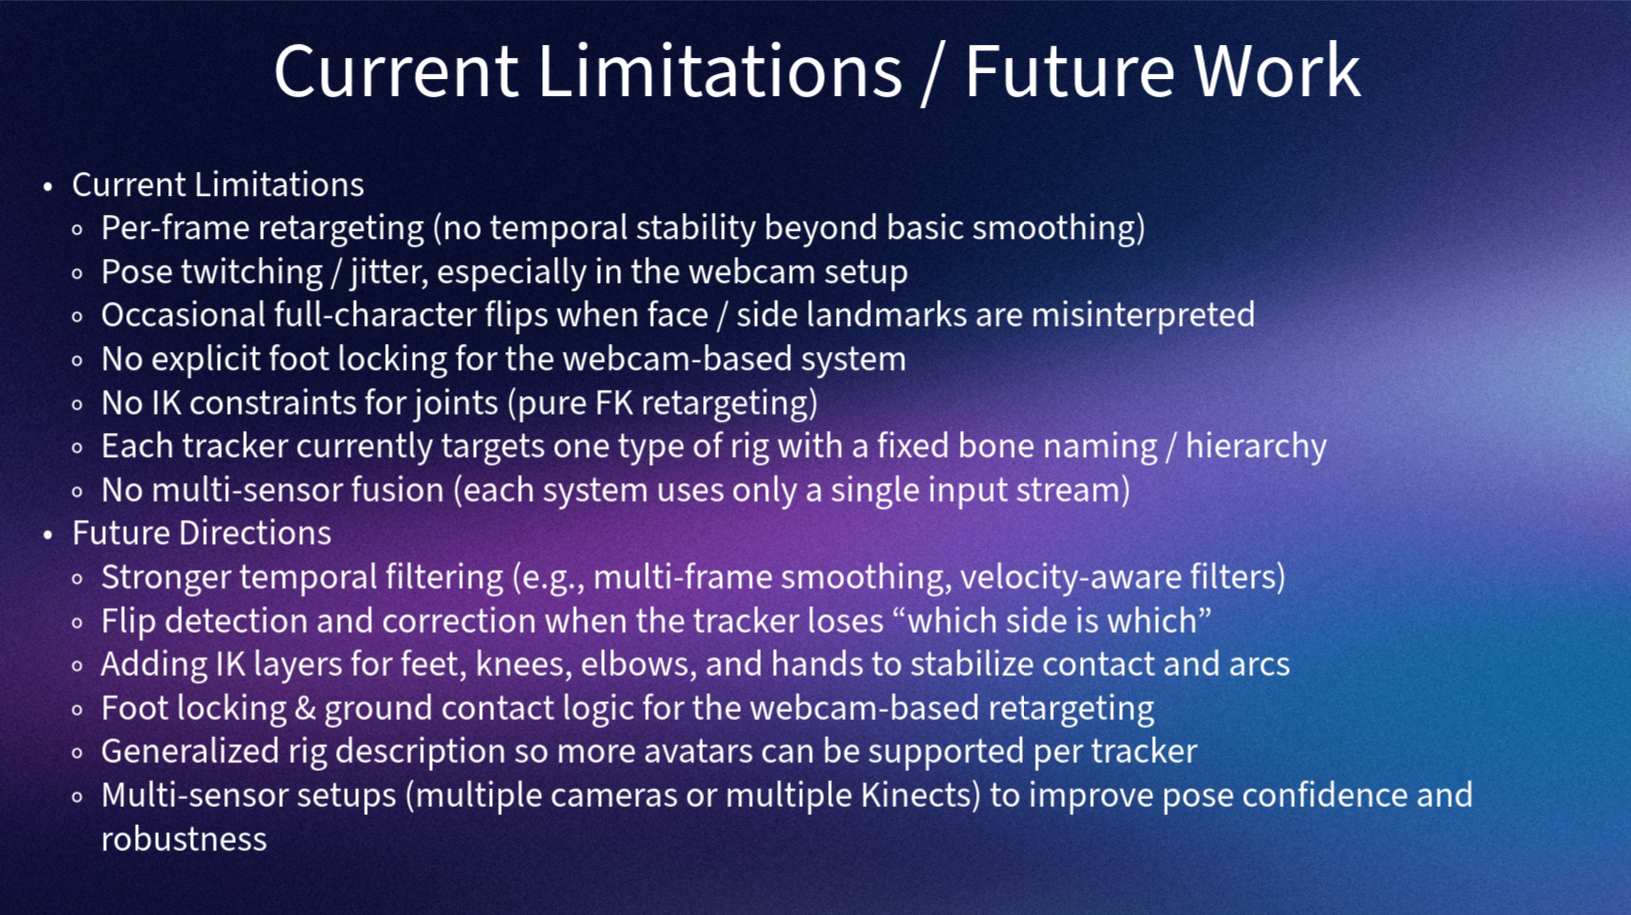 Current Limitations / Future Work
• Current Limitations
◦ Per-frame retargeting (no temporal stability beyond basic smoothing)
◦ Pose twitching / jitter, especially in the webcam setup
◦ Occasional full-character flips when face / side landmarks are misinterpreted
◦ No explicit foot locking for the webcam-based system
◦ No IK constraints for joints (pure FK retargeting)
◦ Each tracker currently targets one type of rig with a fixed bone naming / hierarchy
◦ No multi-sensor fusion (each system uses only a single input stream)
• Future Directions
◦ Stronger temporal filtering (e.g., multi-frame smoothing, velocity-aware filters)
◦ Flip detection and correction when the tracker loses “which side is which”
◦ Adding IK layers for feet, knees, elbows, and hands to stabilize contact and arcs
◦ Foot locking & ground contact logic for the webcam-based retargeting
◦ Generalized rig description so more avatars can be supported per tracker
◦ Multi-sensor setups (multiple cameras or multiple Kinects) to improve pose confidence and
robustness